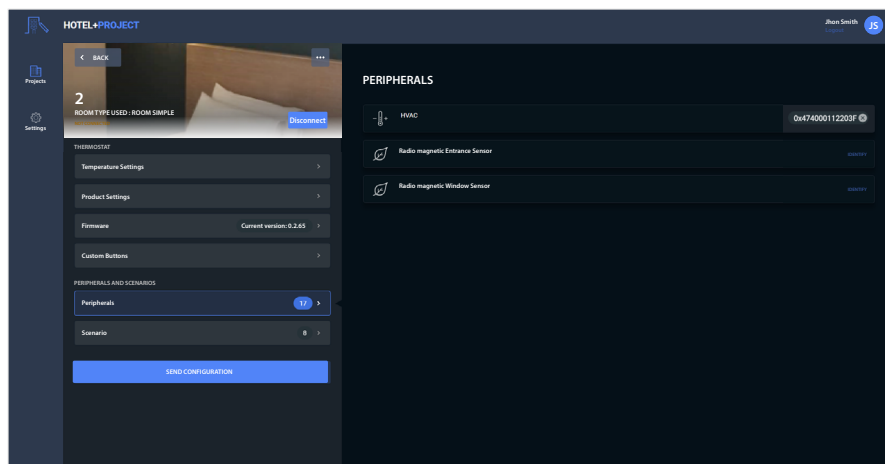 HOTEL+PROJECT
Jhon Smith
Logout
JS
Projects
Settings
BACK
2
ROOM TYPE USED : ROOM SIMPLE
Disconnect
THERMOSTAT
Temperature Settings
Product Settings
Firmware Current version: 0.2.65
Custom Buttons
PERIPHERALS AND SCENARIOS
Peripherals 17
Scenario 8
SEND CONFIGURATION
PERIPHERALS
HVAC 0x474000112203F
Radio magnetic Entrance Sensor
Radio magnetic Window Sensor